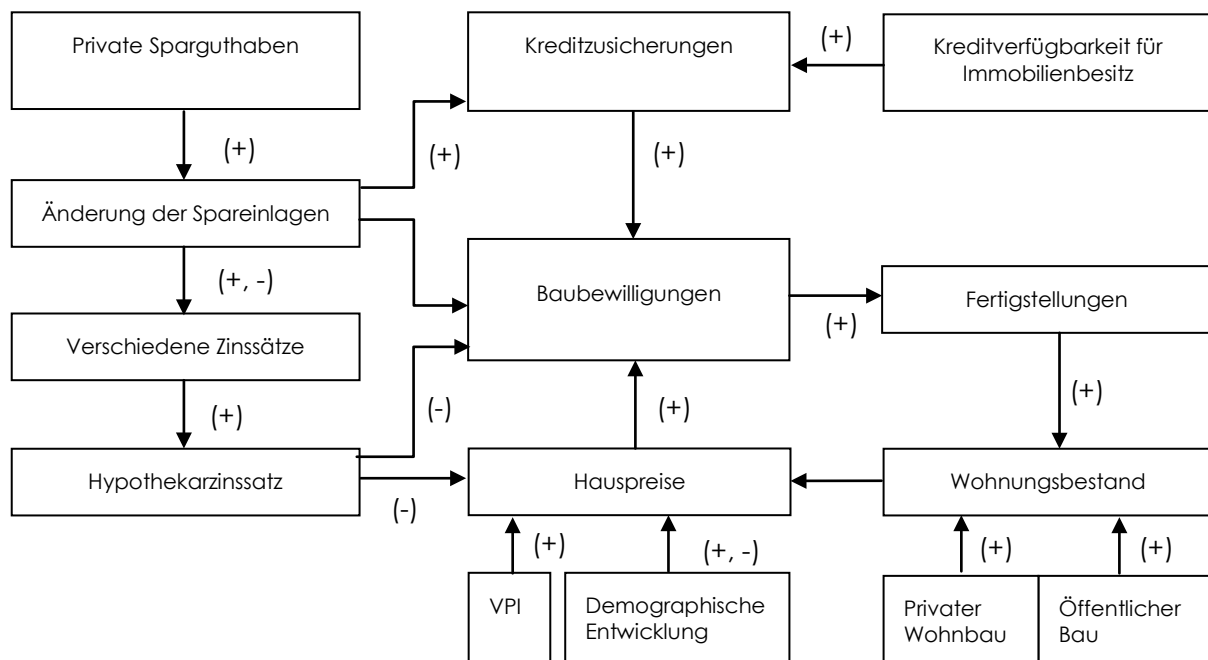 Private Sparguthaben
Kreditzusicherungen
(+)
Kreditverfügbarkeit für
Immobilienbesitz
(+)
(+)
(+)
Änderung der Spareinlagen
(+, -)
Baubewilligungen
(+)
Fertigstellungen
Verschiedene Zinssätze
(+)
(-)
(+)
(+)
Hypothekarzinssatz
(-)
Hauspreise
Wohnungsbestand
(+)
(+, -)
(+)
(+)
VPI
Demographische
Entwicklung
Privater
Wohnbau
Öffentlicher
Bau